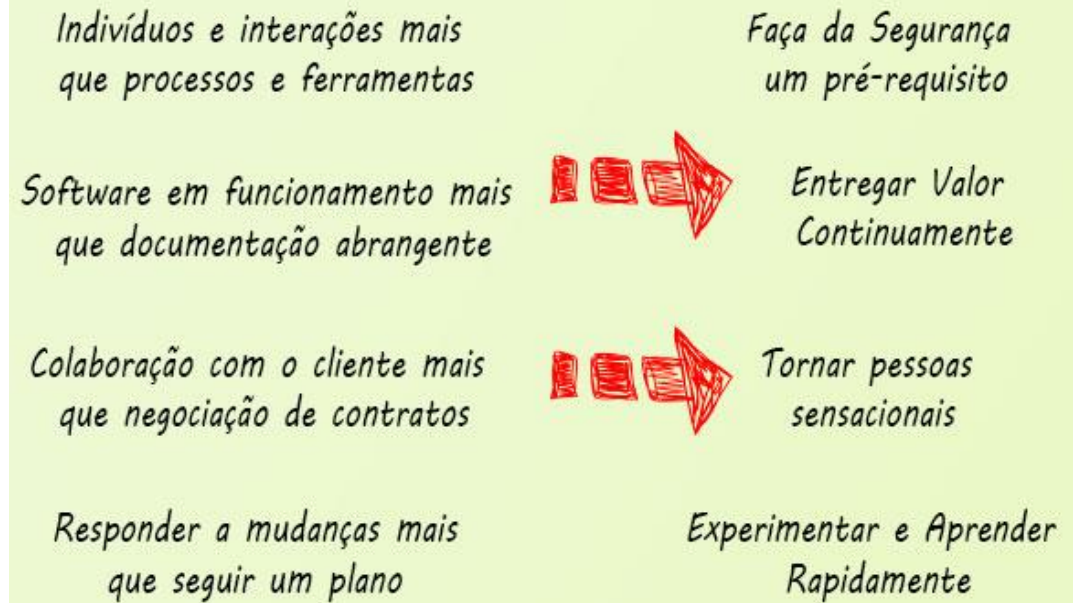 Indivíduos e interações mais
que processos e ferramentas
Faça da Segurança
um pré-requisito
Software em funcionamento mais
que documentação abrangente
Entregar Valor
Continuamente
Colaboração com o cliente mais
que negociação de contratos
Tornar pessoas
sensacionais
Responder a mudanças mais
que seguir um plano
Experimentar e Aprender
Rapidamente